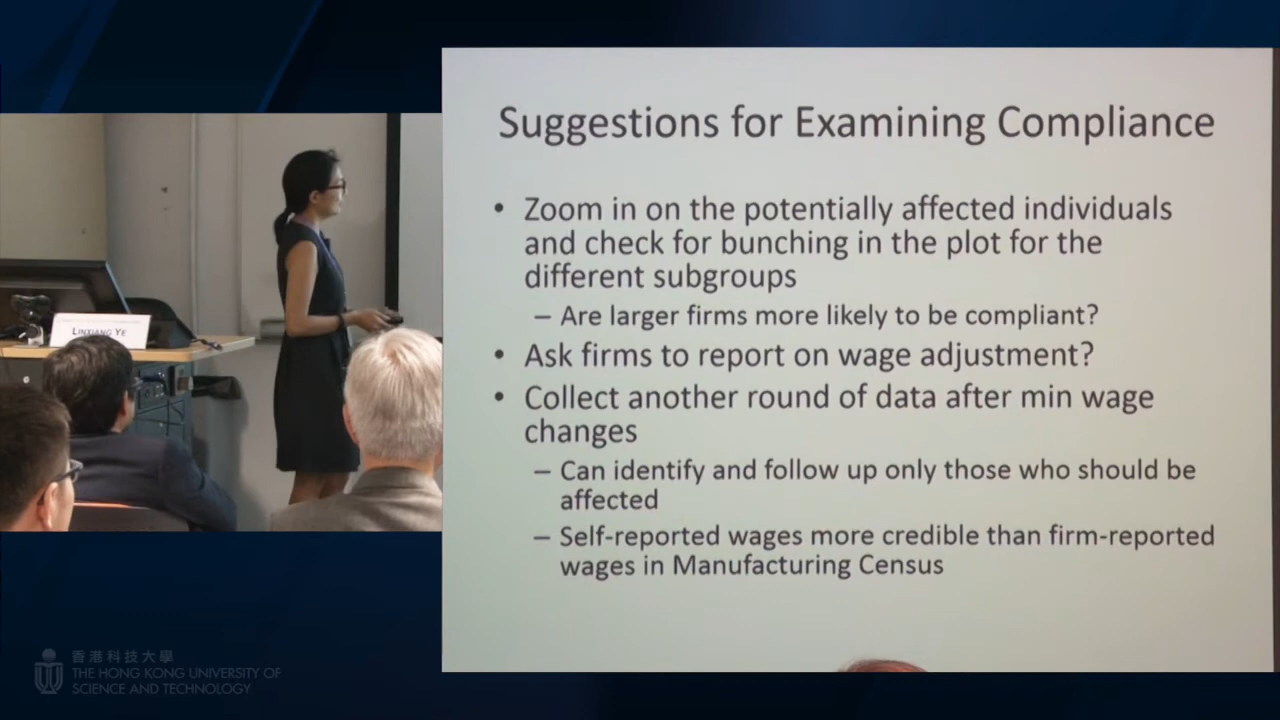 Suggestions for Examining Compliance
• Zoom in on the potentially affected individuals
and check for bunching in the plot for the
different subgroups
– Are larger firms more likely to be compliant?
• Ask firms to report on wage adjustment?
• Collect another round of data after min wage
changes
– Can identify and follow up only those who should be
affected
– Self-reported wages more credible than firm-reported
wages in Manufacturing Census
LINXIANG YE
香港科技大學
THE HONG KONG UNIVERSITY OF
SCIENCE AND TECHNOLOGY